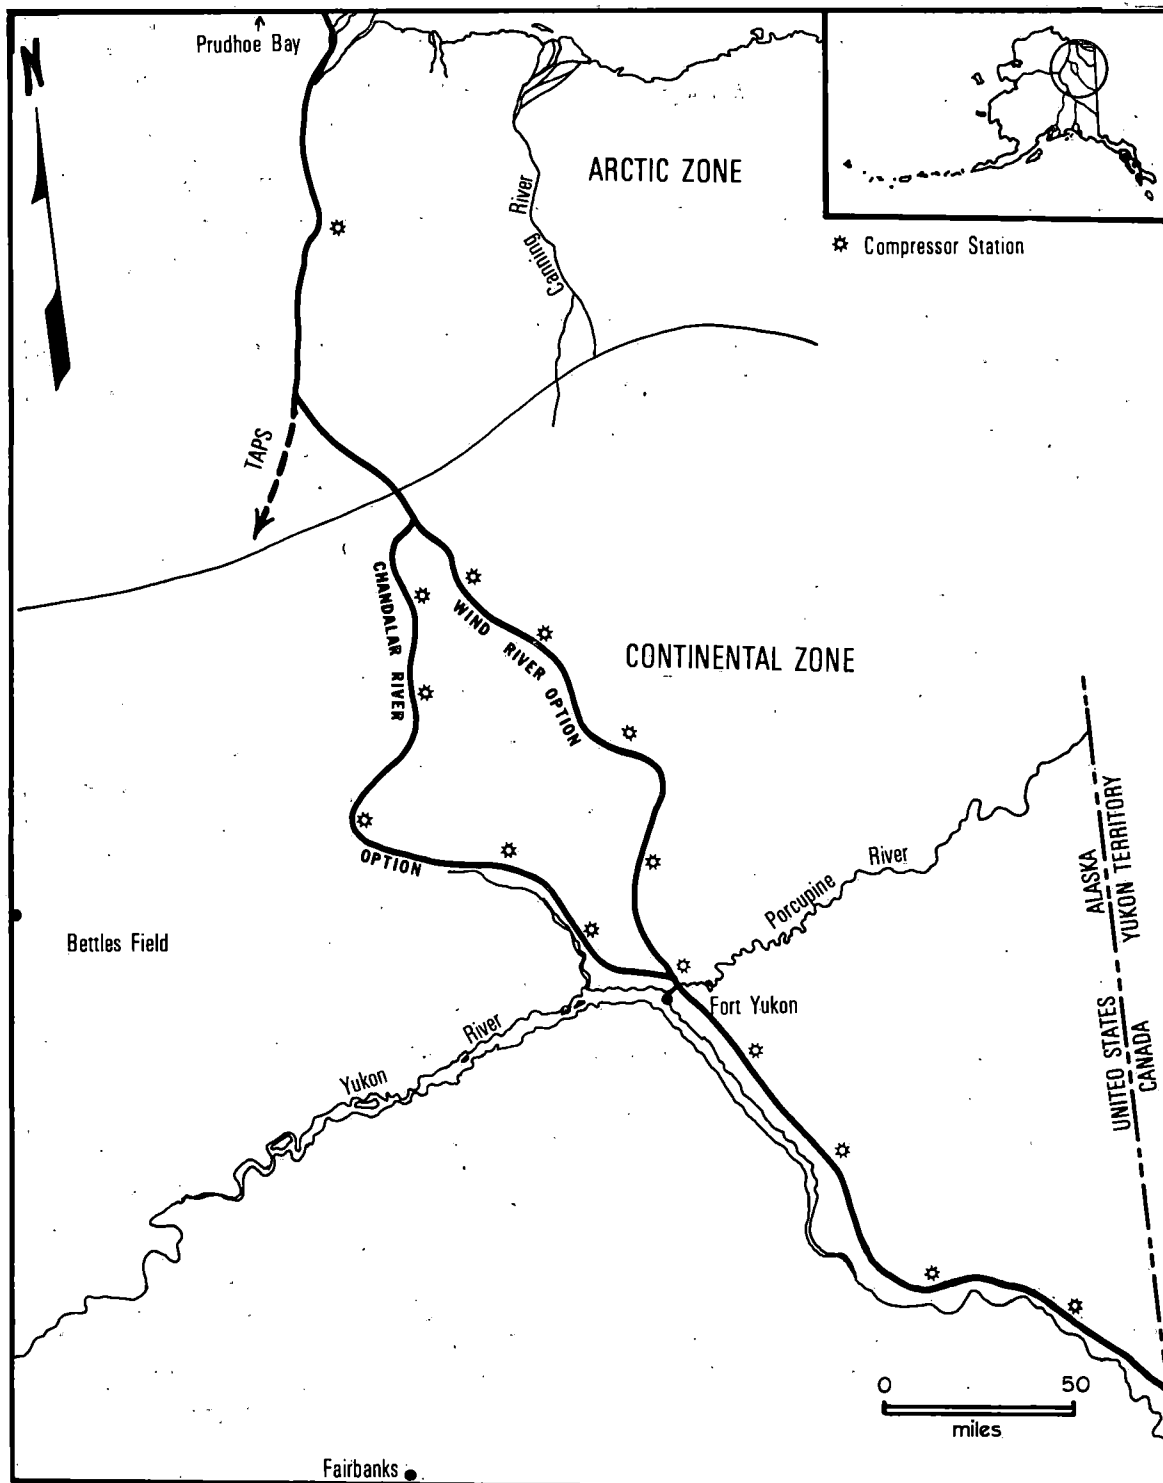 Prudhoe Bay
N
ARCTIC ZONE
Canning River
Compressor Station
TAPS
CHANDALAR RIVER
OPTION
WIND RIVER OPTION
CONTINENTAL ZONE
ALASKA
YUKON TERRITORY
Porcupine River
Bettles Field
Fort Yukon
Yukon River
UNITED STATES
CANADA
0 50
miles
Fairbanks